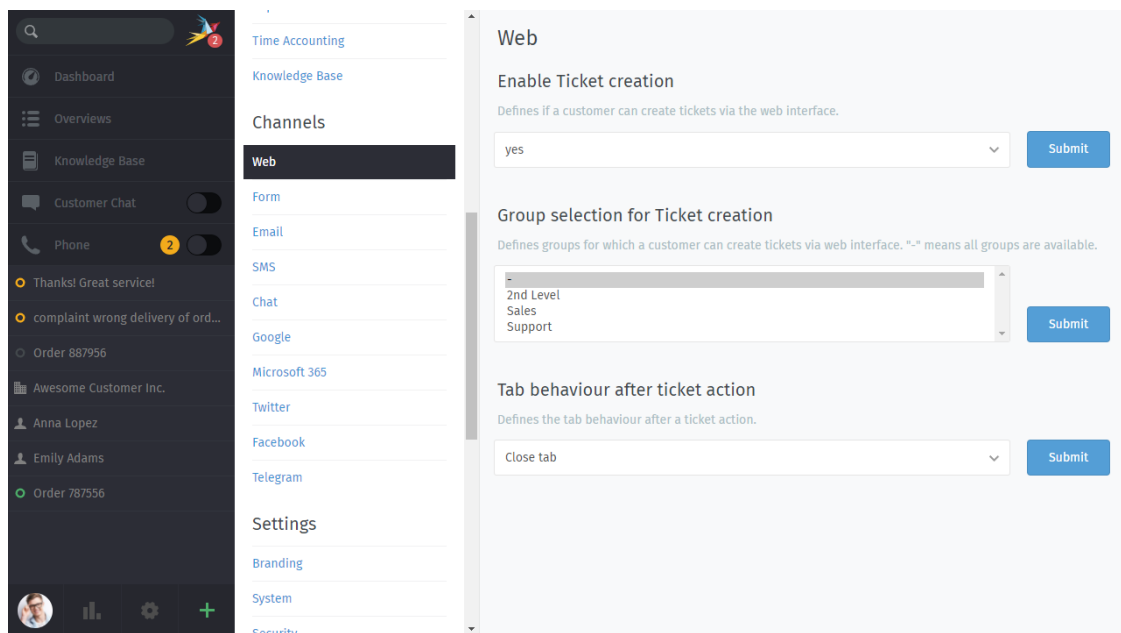 2
Dashboard
Overviews
Knowledge Base
Customer Chat
Phone 2
Thanks! Great service!
complaint wrong delivery of ord...
Order 887956
Awesome Customer Inc.
Anna Lopez
Emily Adams
Order 787556
Time Accounting
Knowledge Base
Channels
Web
Form
Email
SMS
Chat
Google
Microsoft 365
Twitter
Facebook
Telegram
Settings
Branding
System
Security
Web
Enable Ticket creation
Defines if a customer can create tickets via the web interface.
yes
Submit
Group selection for Ticket creation
Defines groups for which a customer can create tickets via web interface. "-" means all groups are available.
-
2nd Level
Sales
Support
Submit
Tab behaviour after ticket action
Defines the tab behaviour after a ticket action.
Close tab
Submit